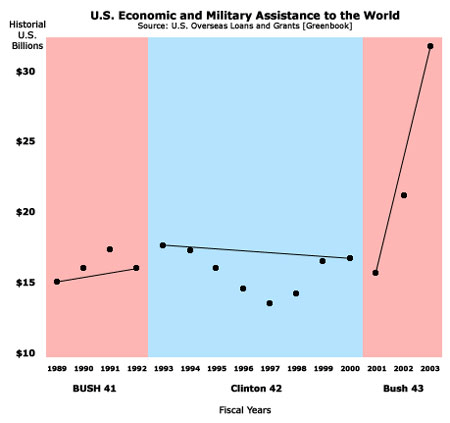 U.S. Economic and Military Assistance to the World
Source: U.S. Overseas Loans and Grants [Greenbook]
Historial
U.S.
Billions
$30
$25
$20
$15
$10
1989 1990 1991 1992 1993 1994 1995 1996 1997 1998 1999 2000 2001 2002 2003
BUSH 41 Clinton 42 Bush 43
Fiscal Years